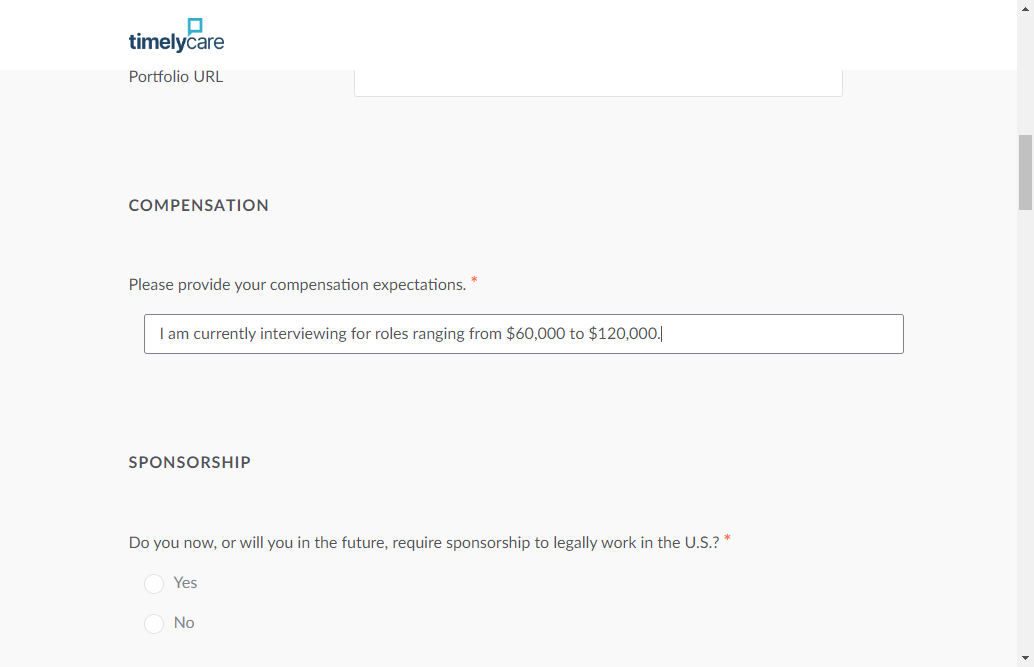 timelycare
Portfolio URL
COMPENSATION
Please provide your compensation expectations. *
I am currently interviewing for roles ranging from $60,000 to $120,000.
SPONSORSHIP
Do you now, or will you in the future, require sponsorship to legally work in the U.S.? *
Yes
No